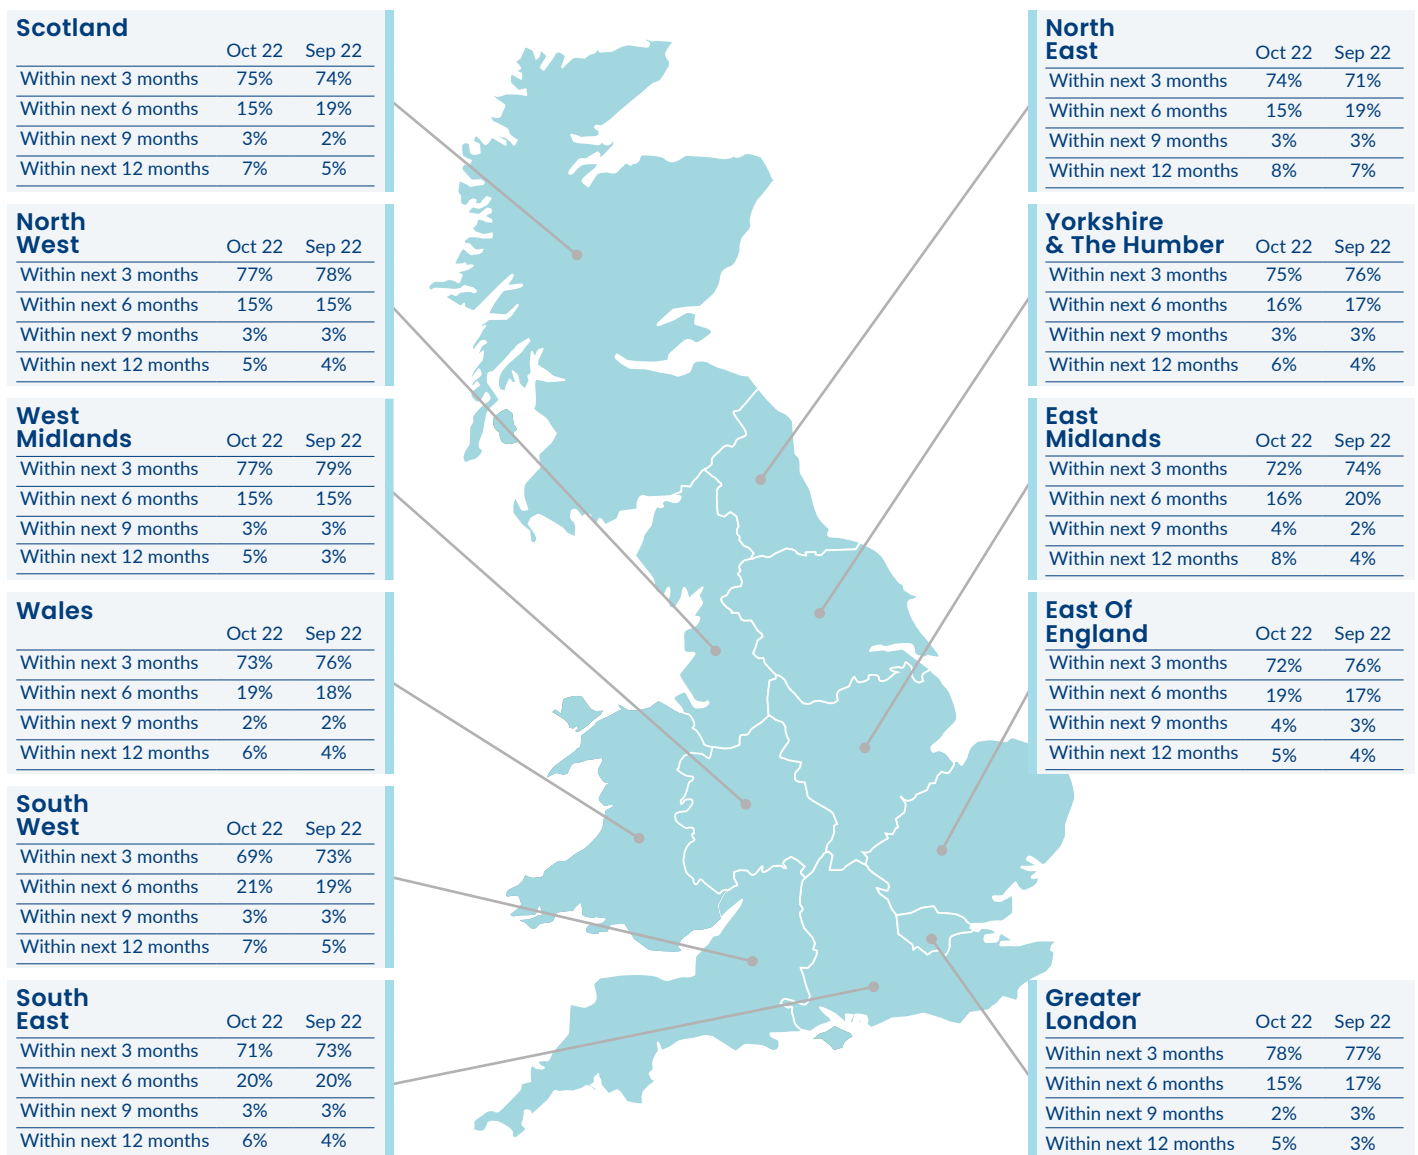 Scotland
Oct 22 Sep 22
Within next 3 months 75% 74%
Within next 6 months 15% 19%
Within next 9 months 3% 2%
Within next 12 months 7% 5%
North
West Oct 22 Sep 22
Within next 3 months 77% 78%
Within next 6 months 15% 15%
Within next 9 months 3% 3%
Within next 12 months 5% 4%
West
Midlands Oct 22 Sep 22
Within next 3 months 77% 79%
Within next 6 months 15% 15%
Within next 9 months 3% 3%
Within next 12 months 5% 3%
Wales
Oct 22 Sep 22
Within next 3 months 73% 76%
Within next 6 months 19% 18%
Within next 9 months 2% 2%
Within next 12 months 6% 4%
South
West Oct 22 Sep 22
Within next 3 months 69% 73%
Within next 6 months 21% 19%
Within next 9 months 3% 3%
Within next 12 months 7% 5%
South
East Oct 22 Sep 22
Within next 3 months 71% 73%
Within next 6 months 20% 20%
Within next 9 months 3% 3%
Within next 12 months 6% 4%
North
East Oct 22 Sep 22
Within next 3 months 74% 71%
Within next 6 months 15% 19%
Within next 9 months 3% 3%
Within next 12 months 8% 7%
Yorkshire
& The Humber Oct 22 Sep 22
Within next 3 months 75% 76%
Within next 6 months 16% 17%
Within next 9 months 3% 3%
Within next 12 months 6% 4%
East
Midlands Oct 22 Sep 22
Within next 3 months 72% 74%
Within next 6 months 16% 20%
Within next 9 months 4% 2%
Within next 12 months 8% 4%
East Of
England Oct 22 Sep 22
Within next 3 months 72% 76%
Within next 6 months 19% 17%
Within next 9 months 4% 3%
Within next 12 months 5% 4%
Greater
London Oct 22 Sep 22
Within next 3 months 78% 77%
Within next 6 months 15% 17%
Within next 9 months 2% 3%
Within next 12 months 5% 3%